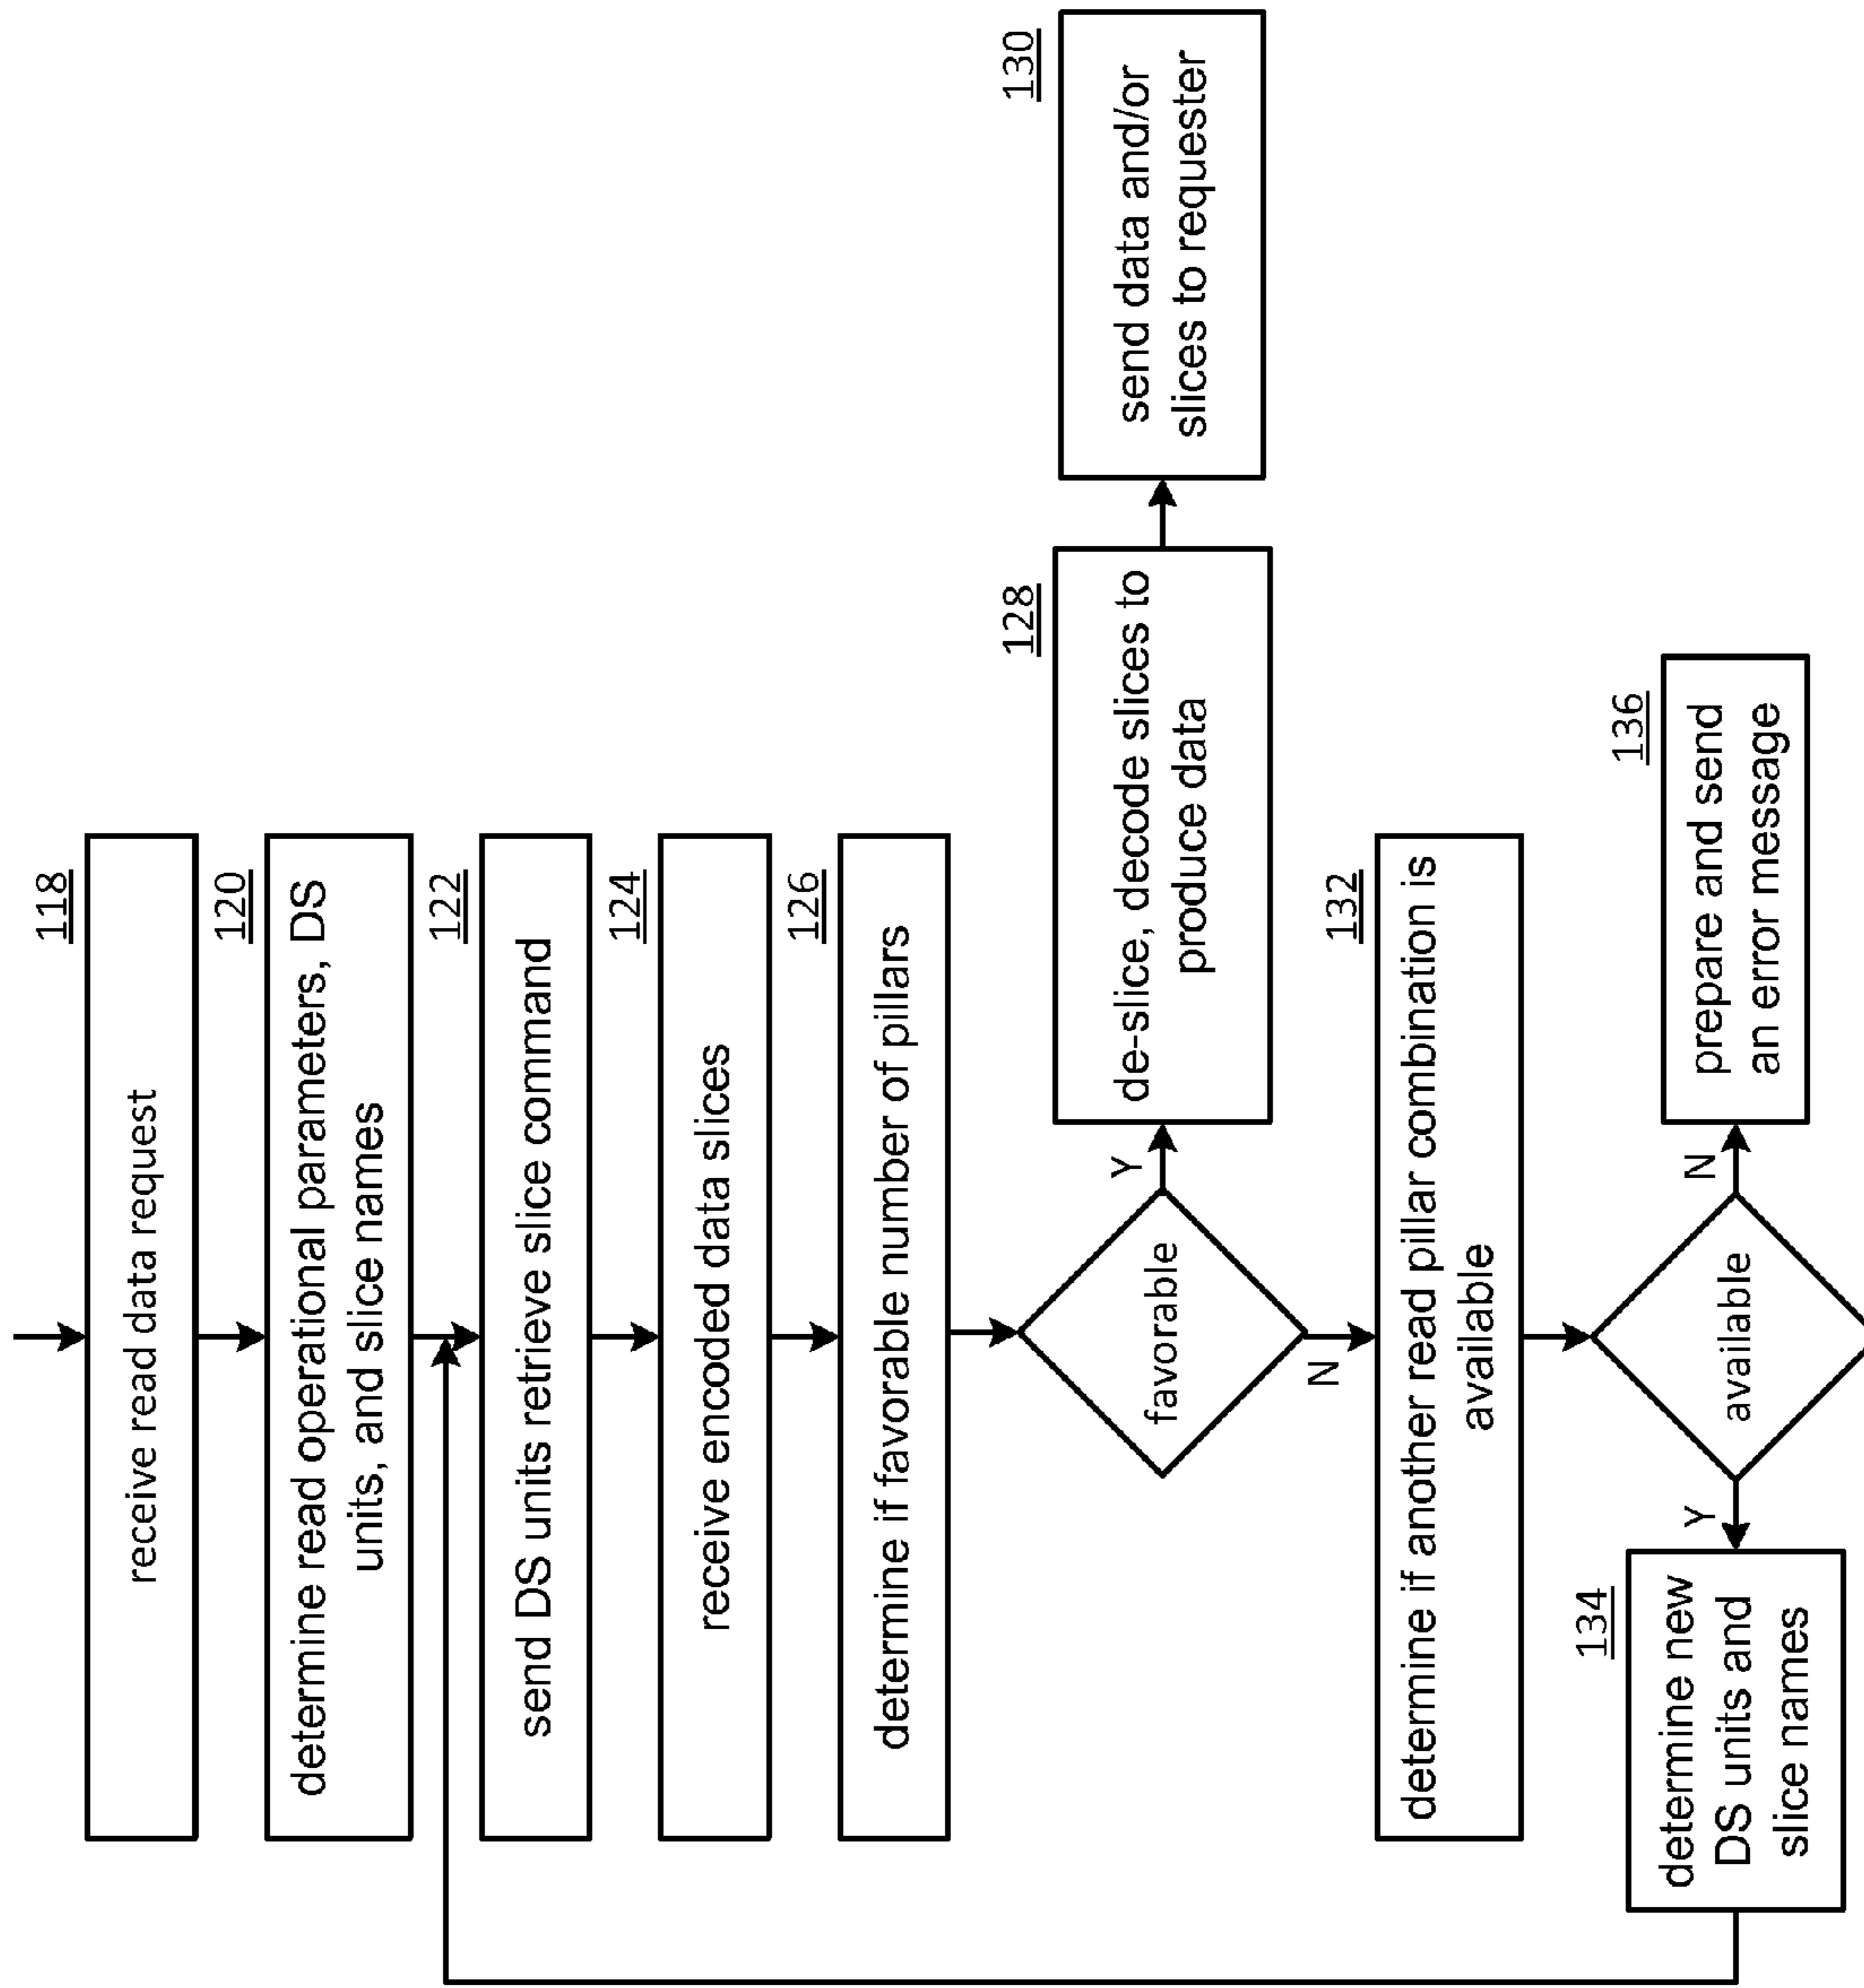 118
receive read data request
120
determine read operational parameters, DS
units, and slice names
122
send DS units retrieve slice command
124
receive encoded data slices
126
determine if favorable number of pillars
favorable
Y
N
128
de-slice, decode slices to
produce data
130
send data and/or
slices to requester
132
determine if another read pillar combination is
available
available
Y
N
134
determine new
DS units and
slice names
136
prepare and send
an error message